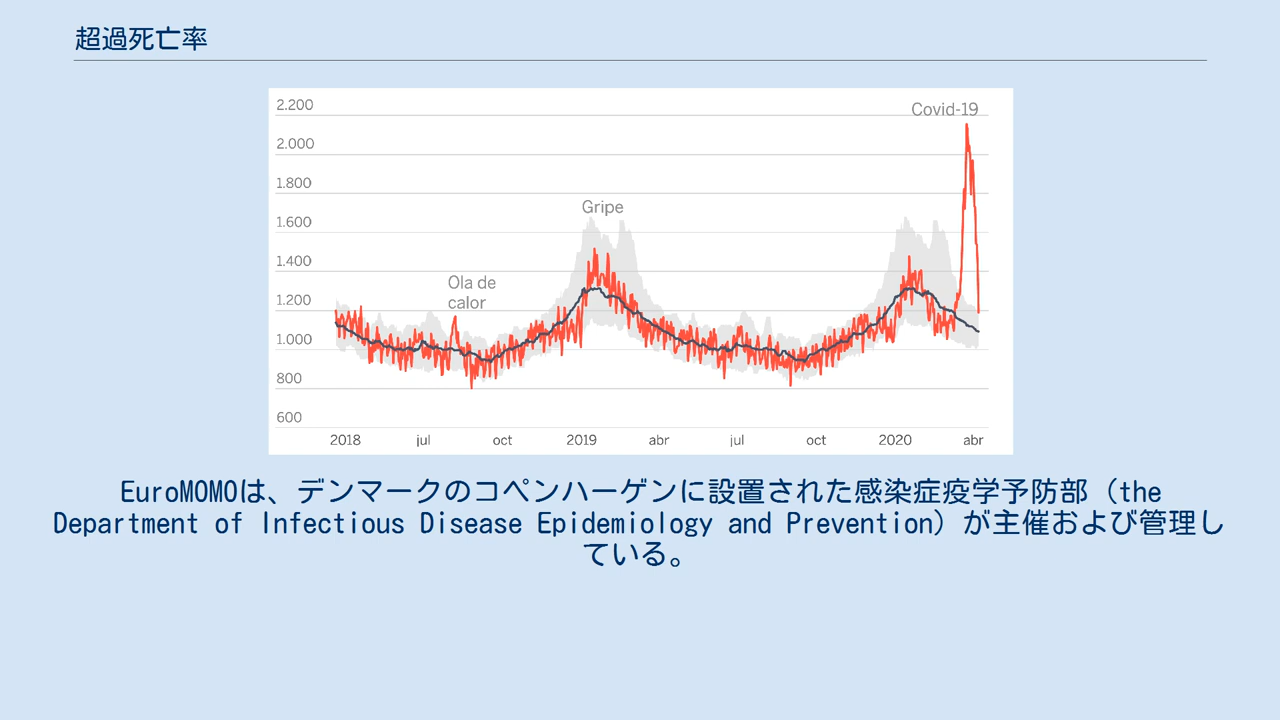 超過死亡率
2.200
Covid-19
2.000
1.800
1.600
Gripe
1.400
Ola de
calor
1.200
1.000
800
600
2018 jul oct 2019 abr jul oct 2020 abr
EuroMOMOは、デンマークのコペンハーゲンに設置された感染症疫学予防部（the
Department of Infectious Disease Epidemiology and Prevention）が主催および管理し
ている。